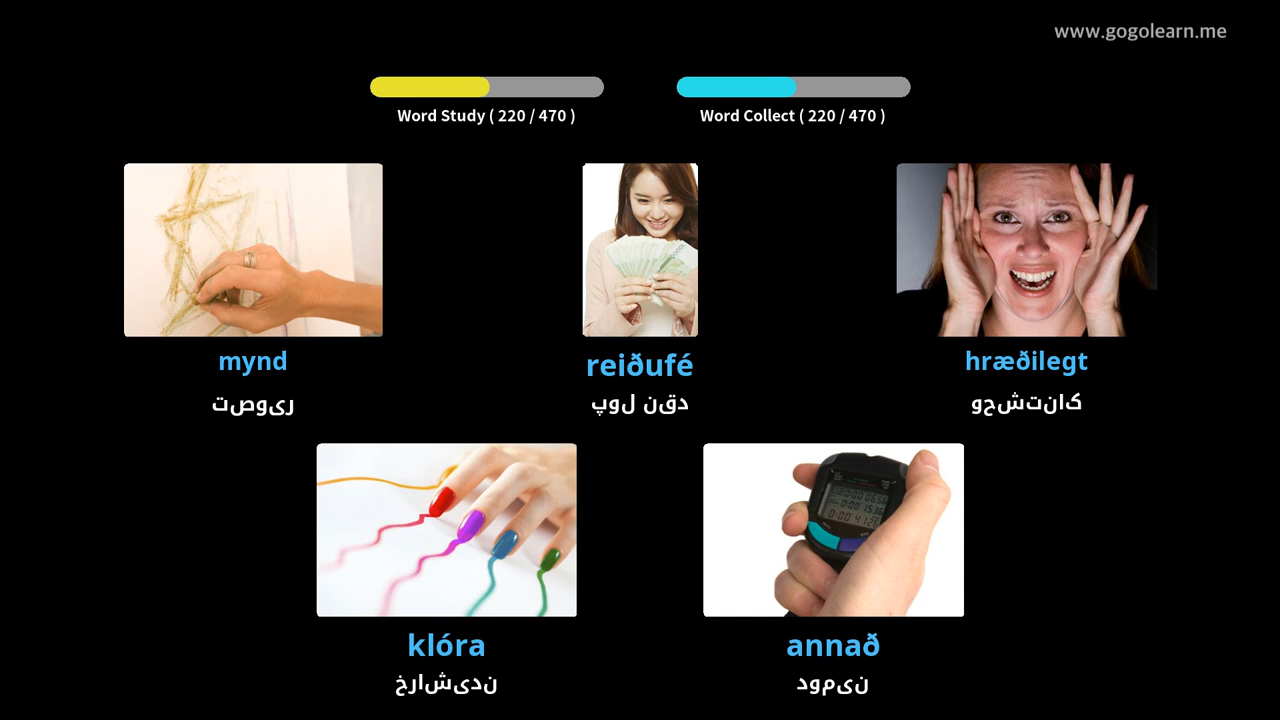 www.gogolearn.me
Word Study ( 220 / 470 )
Word Collect ( 220 / 470 )
mynd
ریوصت
reiðufé
دقن لوپ
hræðilegt
کانتشحو
klóra
ندیشارخ
annað
نیمود